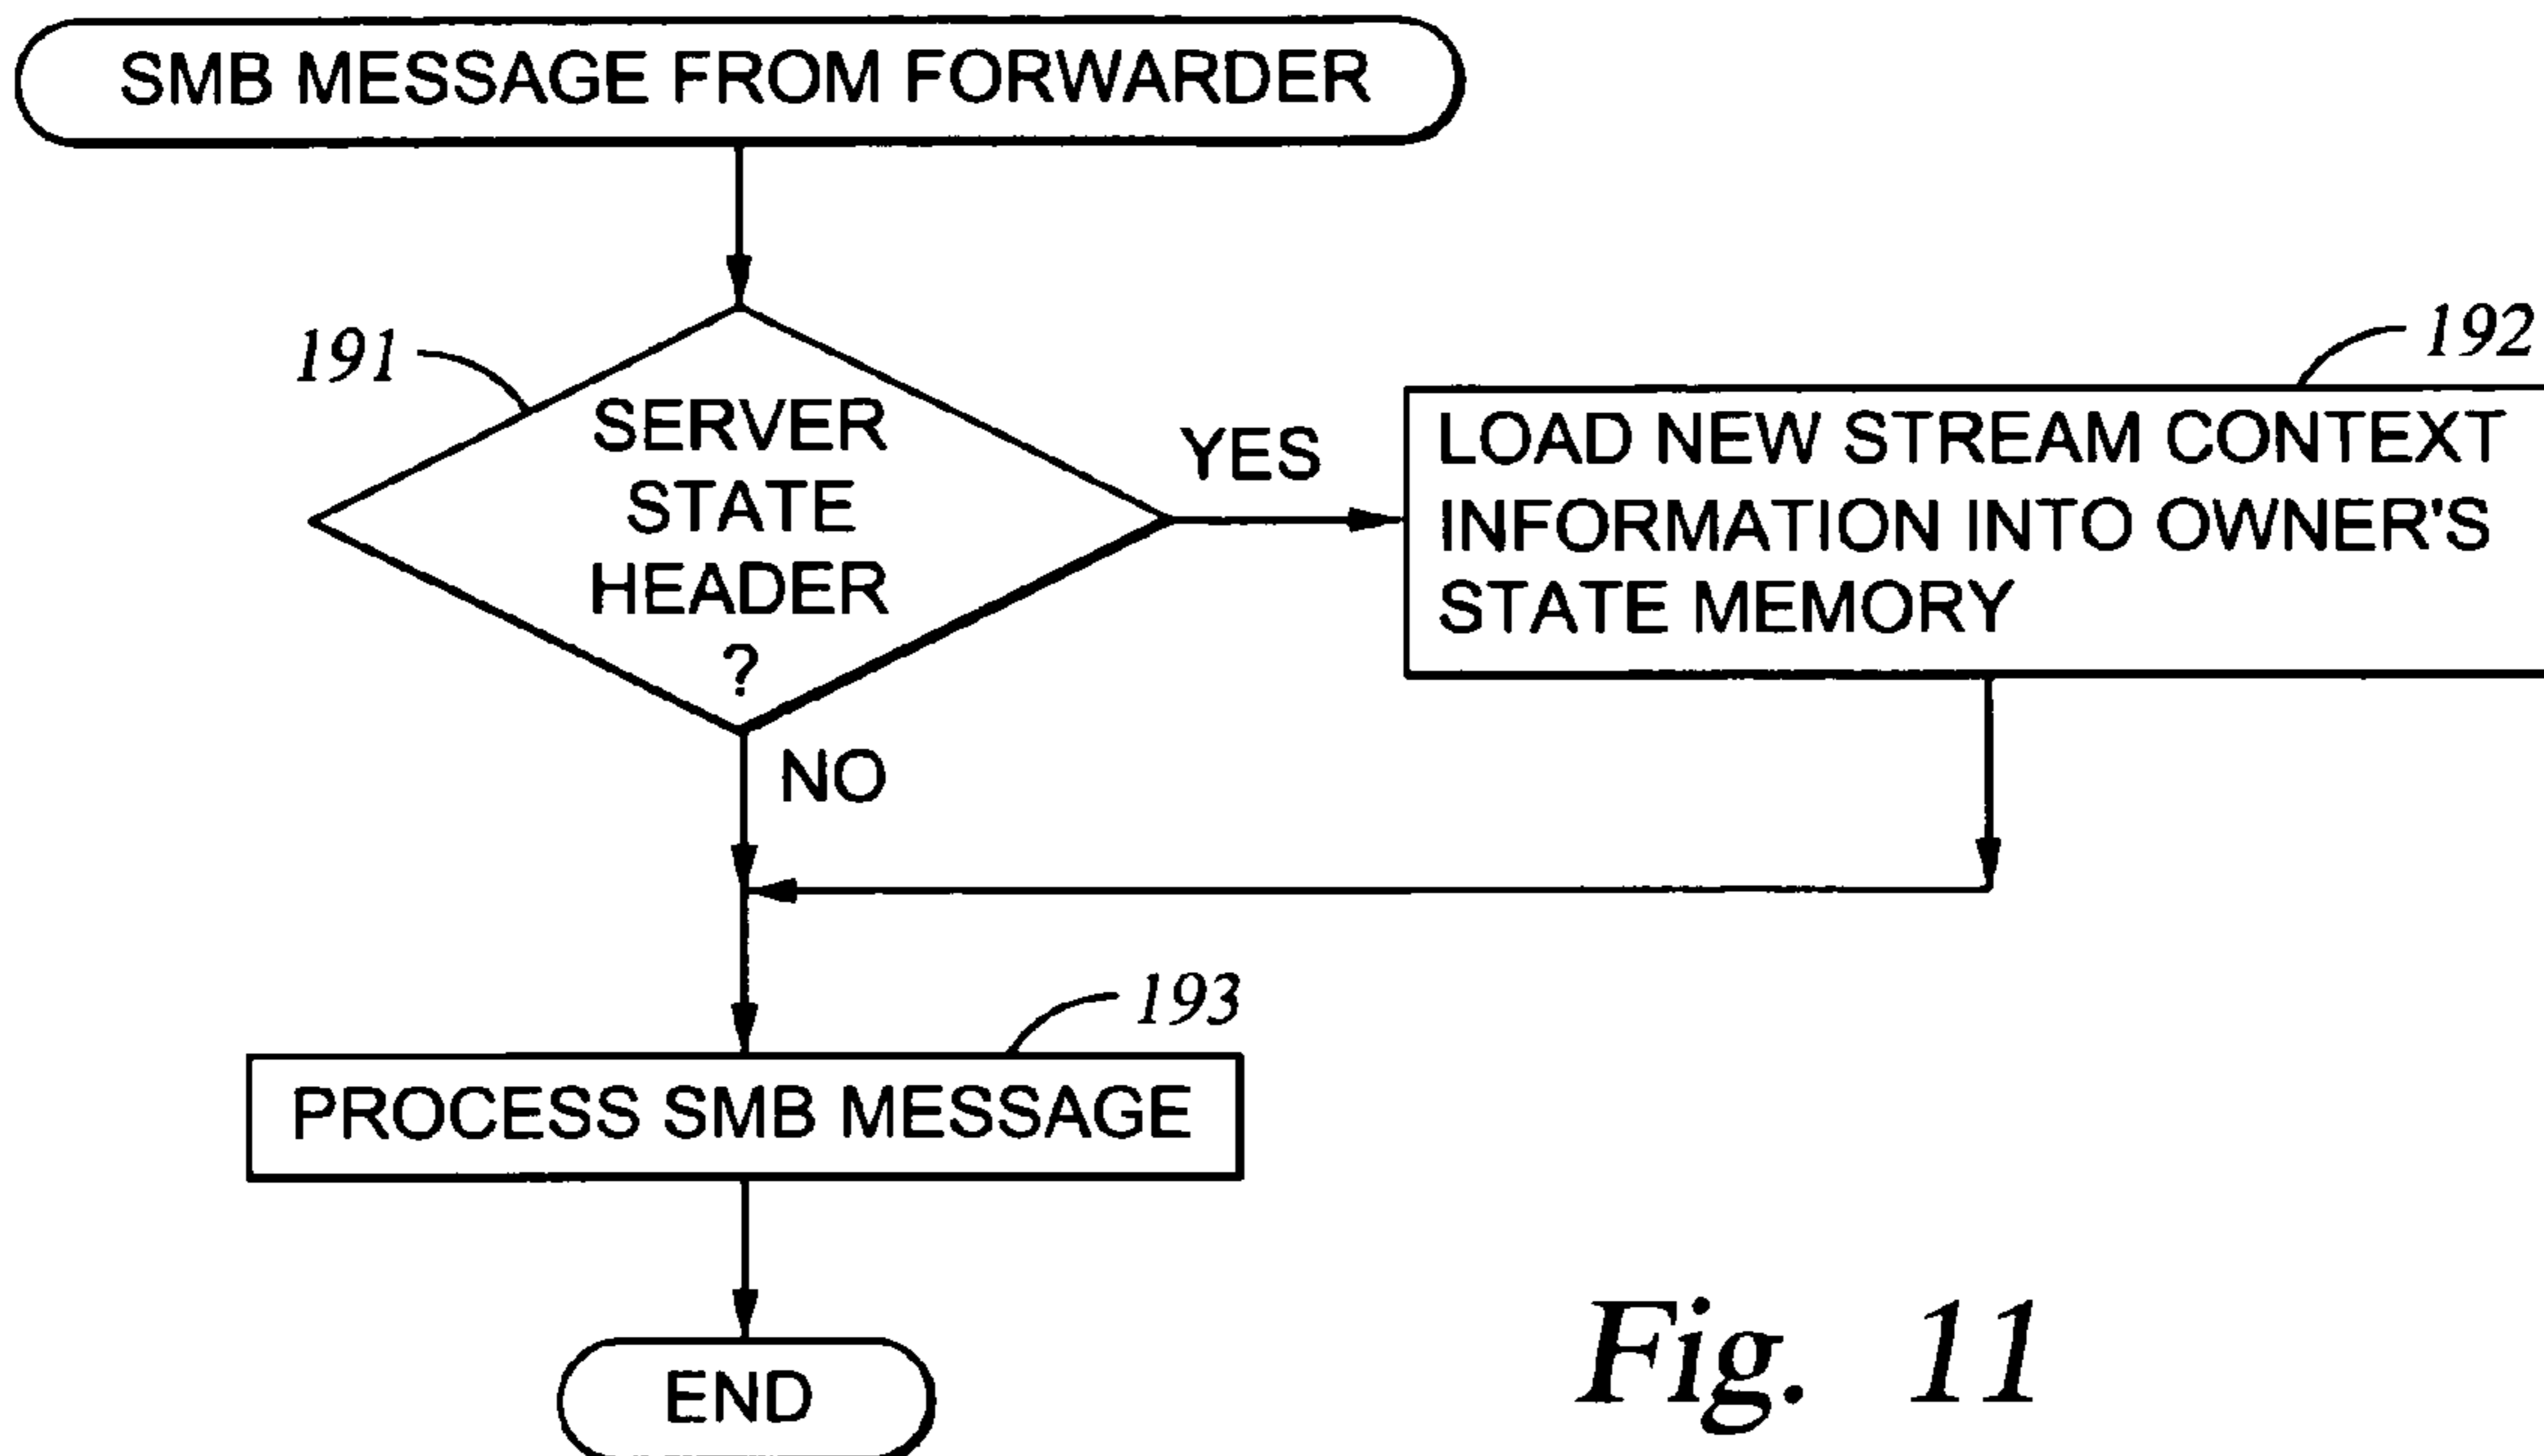 SMB MESSAGE FROM FORWARDER
191
SERVER
STATE
HEADER
?
YES
192
LOAD NEW STREAM CONTEXT
INFORMATION INTO OWNER'S
STATE MEMORY
NO
193
PROCESS SMB MESSAGE
END
Fig. 11